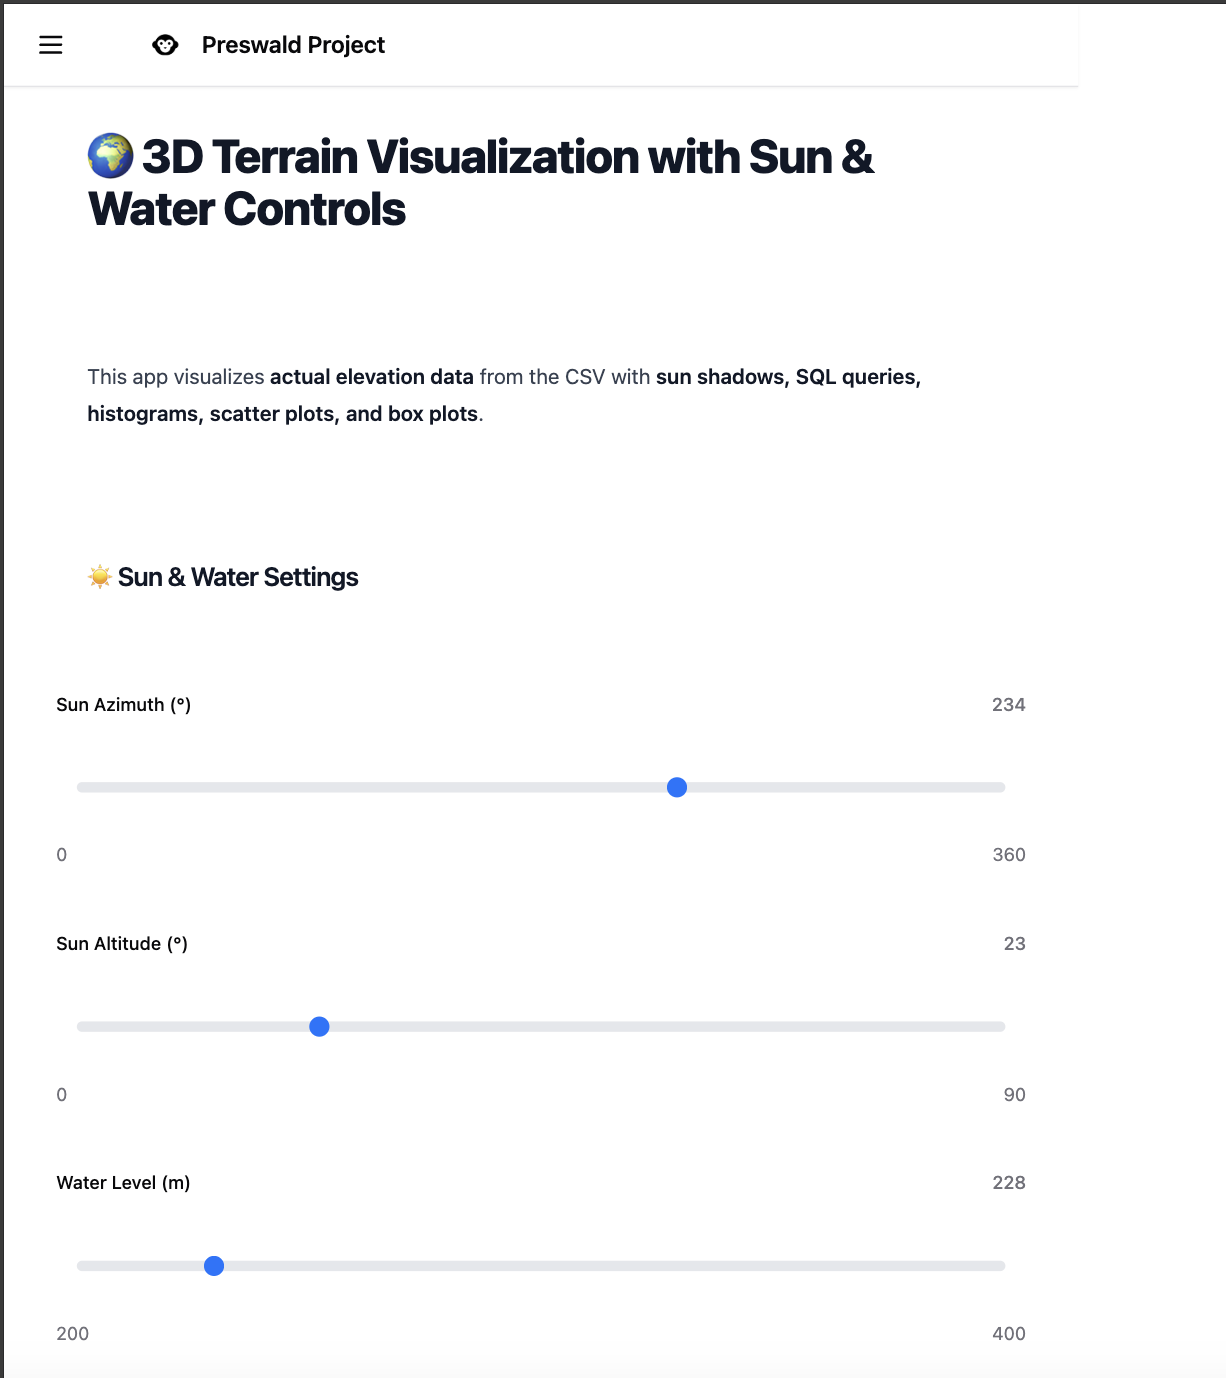 Preswald Project
🌍 3D Terrain Visualization with Sun &
Water Controls
This app visualizes actual elevation data from the CSV with sun shadows, SQL queries,
histograms, scatter plots, and box plots.
☀️ Sun & Water Settings
Sun Azimuth (°) 234
0 360
Sun Altitude (°) 23
0 90
Water Level (m) 228
200 400